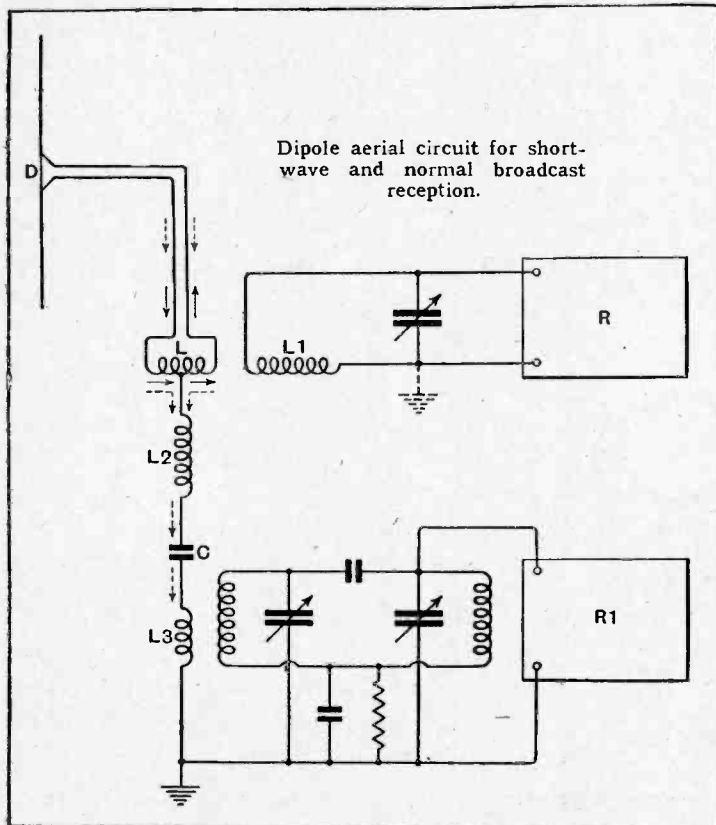 Dipole aerial circuit for short-
wave and normal broadcast
reception.
D
L
L1
R
L2
C
L3
R1